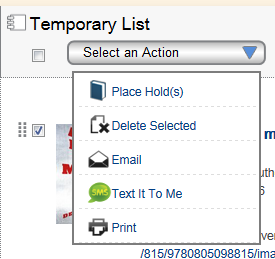 Temporary List
Select an Action
Place Hold(s)
Delete Selected
Email
SMS
Text It To Me
Print
/815/9780805098815/ima